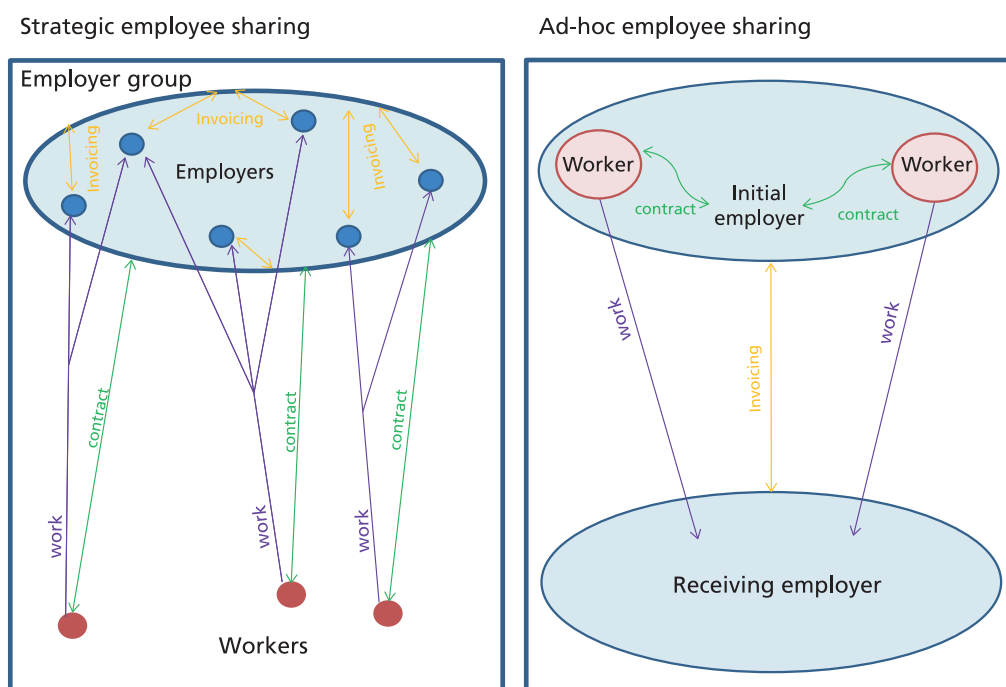 Strategic employee sharing
Employer group
Invoicing
Invoicing
Invoicing
Employers
contract
contract
contract
work
work
work
Workers
Ad-hoc employee sharing
Worker
Worker
contract
Initial
employer
contract
work
work
Invoicing
Receiving employer